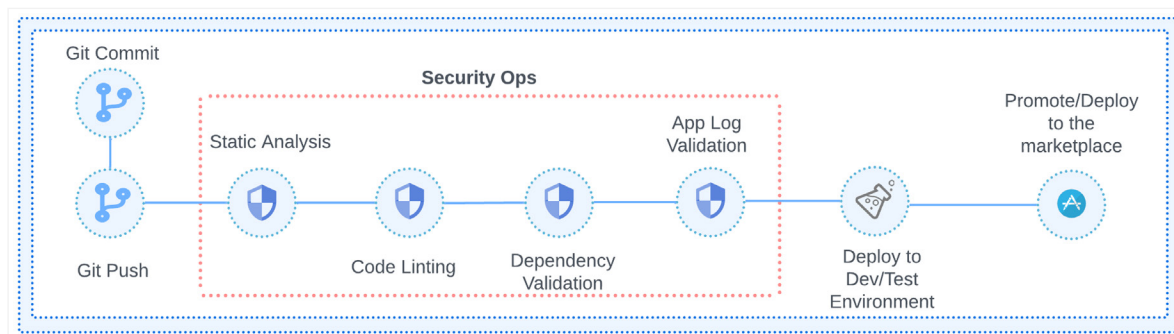 Git Commit
Security Ops
Promote/Deploy
to the
marketplace
App Log
Validation
Static Analysis
Git Push
Code Linting
Dependency
Validation
Deploy to
Dev/Test
Environment